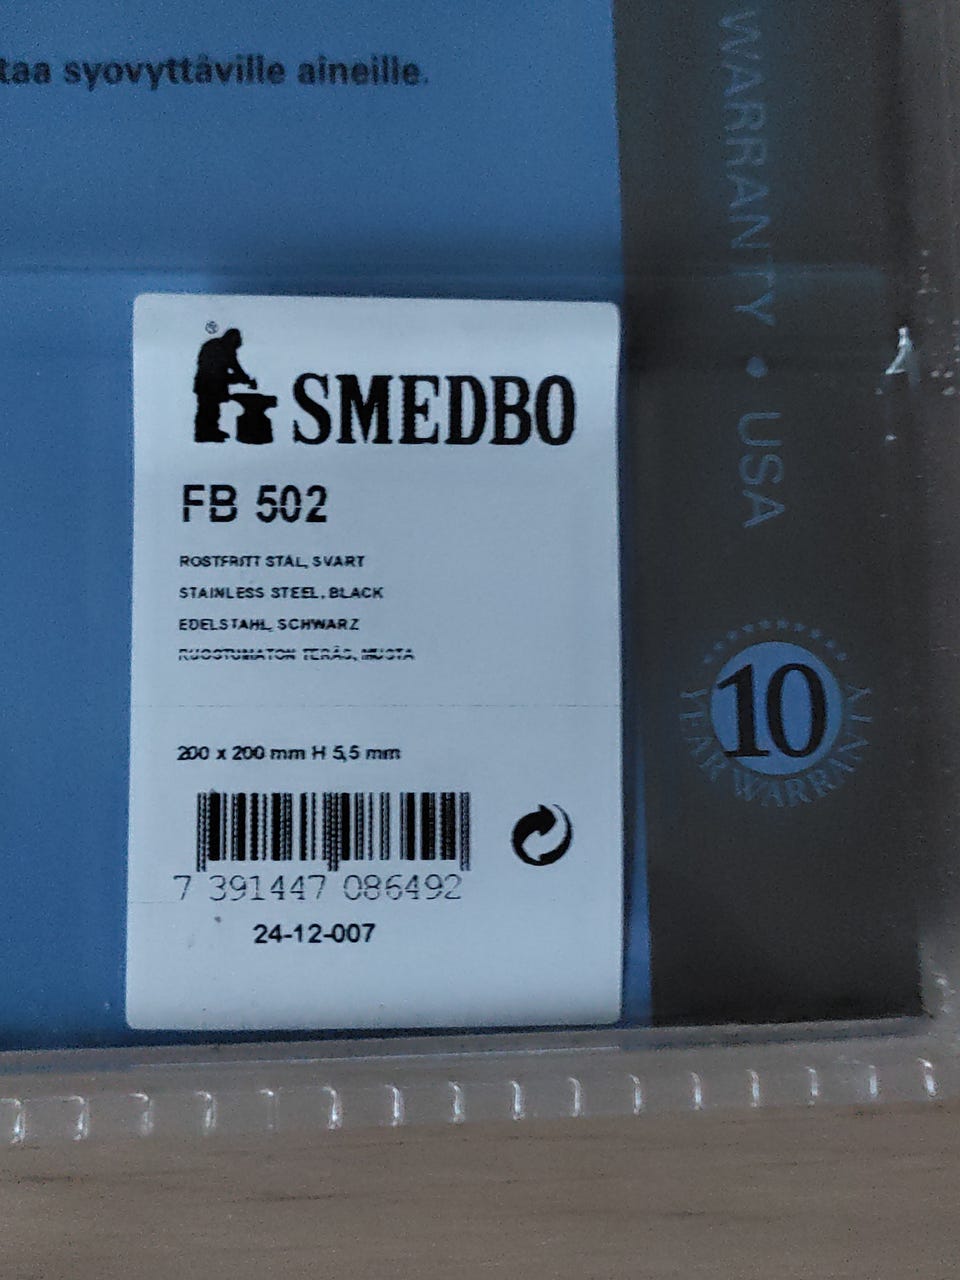 taa syovyttäville aineille.
WARRANTY • USA
®
SMEDBO
FB 502
ROSTFRITT STÅL, SVART
STAINLESS STEEL, BLACK
EDELSTAHL, SCHWARZ
RUOSTUMATON TERÄS, MUSTA
200 x 200 mm H 5,5 mm
7 391447 086492
24-12-007
10
YEAR WARRANTY